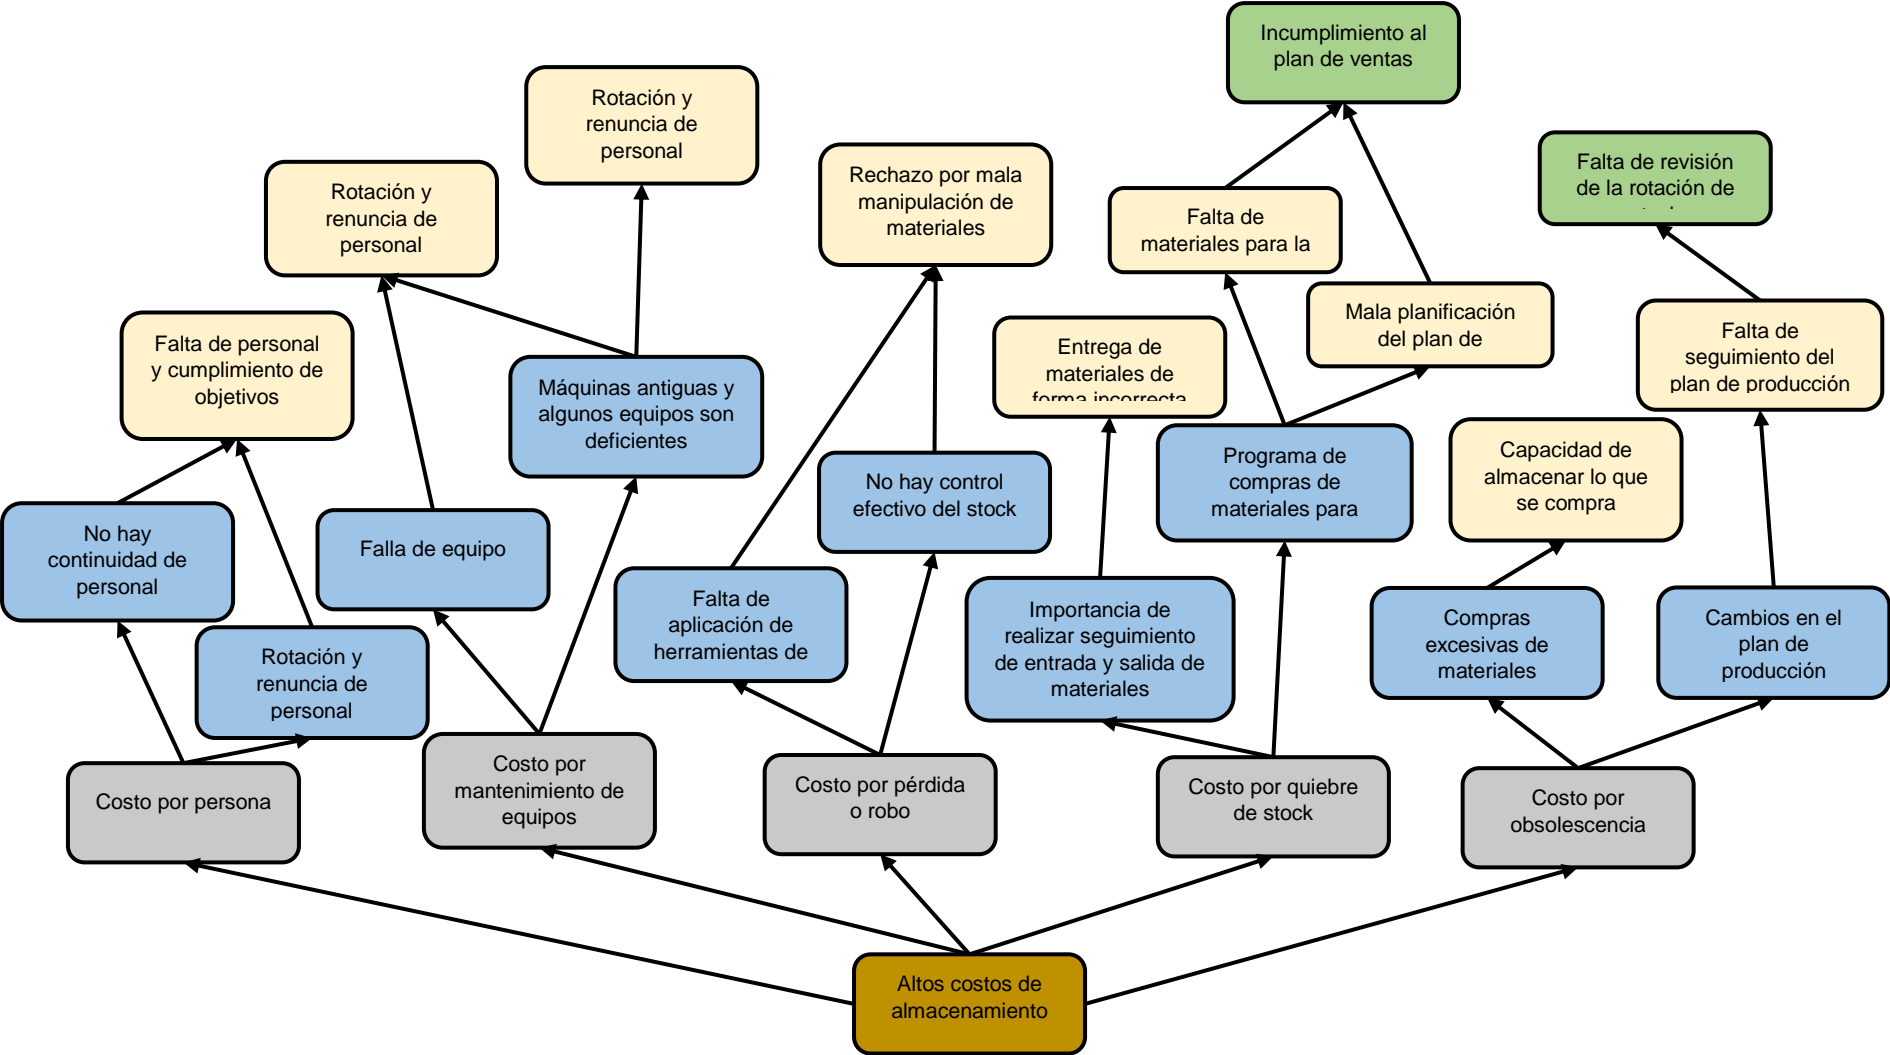 Incumplimiento al
plan de ventas
Rotación y
renuncia de
personal
Falta de revisión
de la rotación de
Rechazo por mala
manipulación de
materiales
Rotación y
renuncia de
personal
Falta de
materiales para la
Mala planificación
del plan de
Falta de
seguimiento del
plan de producción
Entrega de
materiales de
forma incorrecta
Falta de personal
y cumplimiento de
objetivos
Máquinas antiguas y
algunos equipos son
deficientes
Capacidad de
almacenar lo que
se compra
Programa de
compras de
materiales para
No hay control
efectivo del stock
No hay
continuidad de
personal
Falla de equipo
Falta de
aplicación de
herramientas de
Importancia de
realizar seguimiento
de entrada y salida de
materiales
Compras
excesivas de
materiales
Cambios en el
plan de
producción
Rotación y
renuncia de
personal
Costo por persona
Costo por
mantenimiento de
equipos
Costo por pérdida
o robo
Costo por quiebre
de stock
Costo por
obsolescencia
Altos costos de
almacenamiento